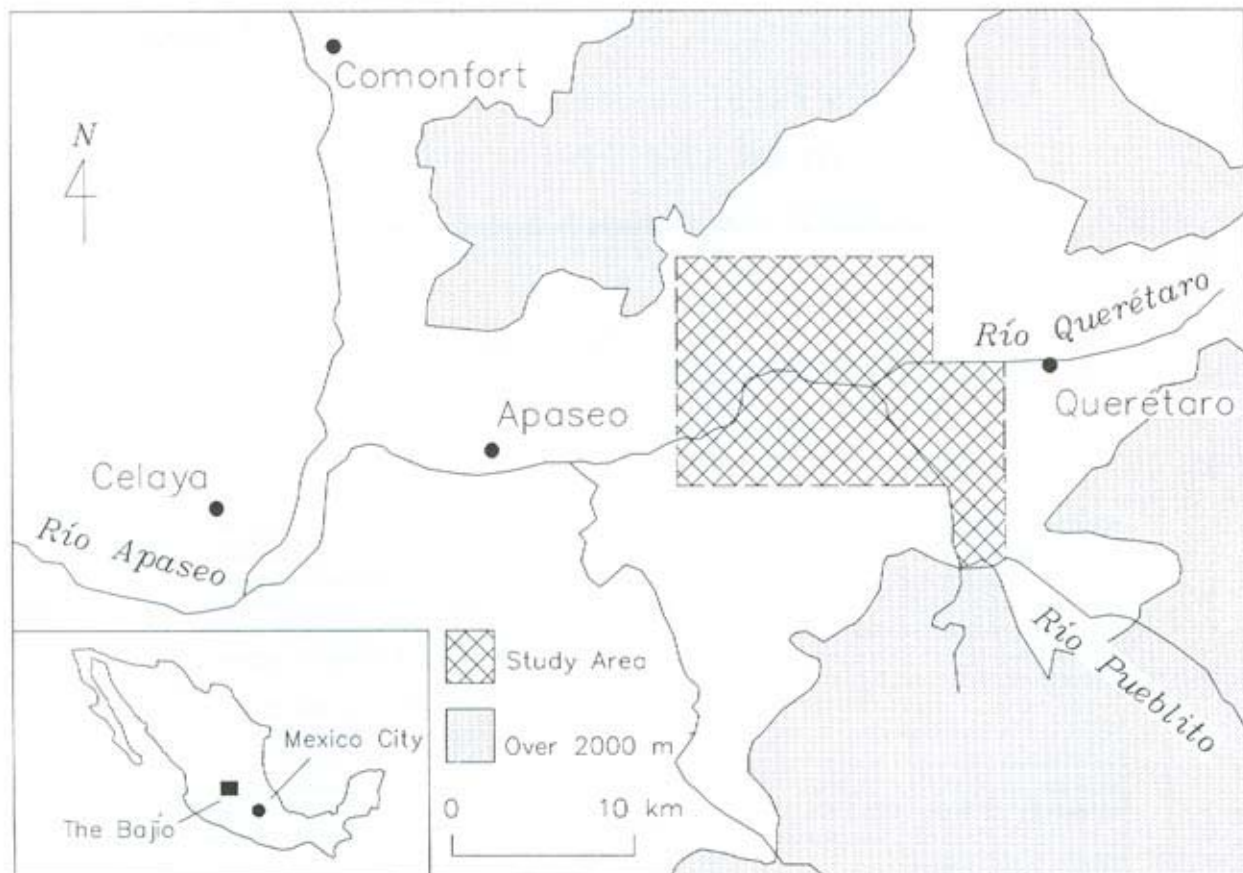 Comonfort
N
Río Querétaro
Querétaro
Apaseo
Celaya
Río Apaseo
Río Pueblito
Study Area
Over 2000 m
0 10 km
Mexico City
The Bajío